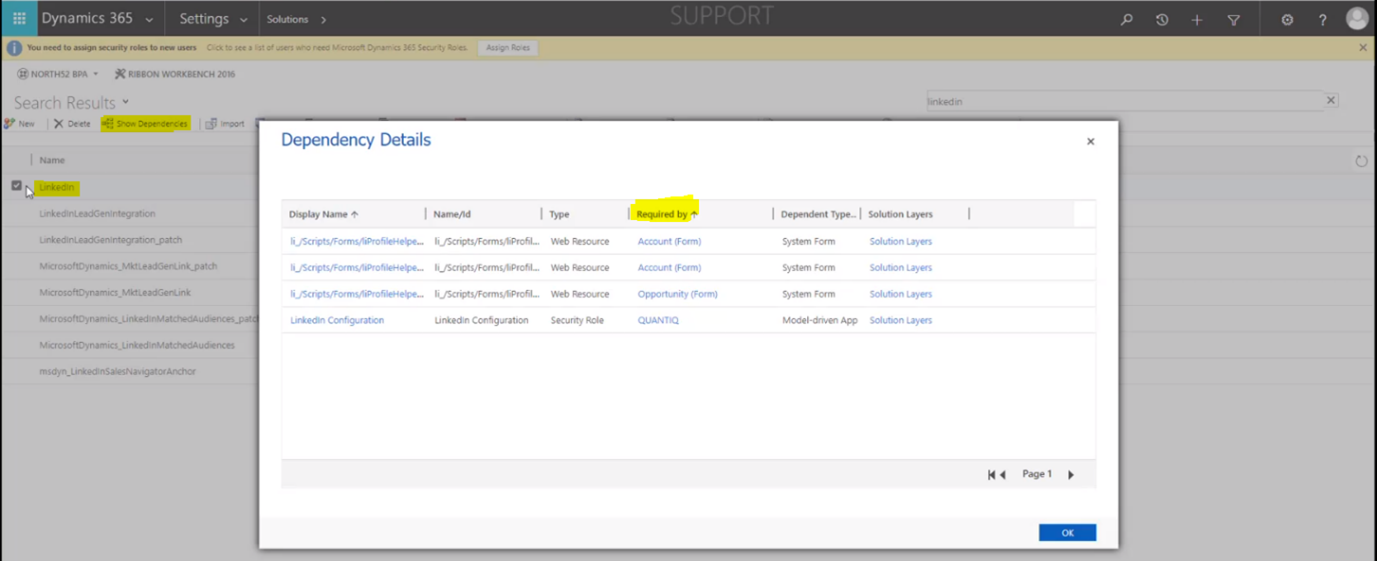 Dynamics 365 Settings Solutions SUPPORT
You need to assign security roles to new users Click to see a list of users who need Microsoft Dynamics 365 Security Roles. Assign Roles
NORTH52 BPA RIBBON WORKBENCH 2016
Search Results linkedin
New Delete Show Dependencies Import
Dependency Details
Name
Display Name Name/Id Type Required by Dependent Type... Solution Layers
LinkedIn
LinkedInLeadGenIntegration
LinkedInLeadGenIntegration_patch
MicrosoftDynamics_MktLeadGenLink_patch
MicrosoftDynamics_MktLeadGenLink
MicrosoftDynamics_LinkedInMatchedAudiences_patc
MicrosoftDynamics_LinkedInMatchedAudiences
msdyn_LinkedInSalesNavigatorAnchor
li_/Scripts/Forms/liProfileHelpe... li_/Scripts/Forms/liProfil... Web Resource Account (Form) System Form Solution Layers
li_/Scripts/Forms/liProfileHelpe... li_/Scripts/Forms/liProfil... Web Resource Account (Form) System Form Solution Layers
li_/Scripts/Forms/liProfileHelpe... li_/Scripts/Forms/liProfil... Web Resource Opportunity (Form) System Form Solution Layers
LinkedIn Configuration LinkedIn Configuration Security Role QUANTIQ Model-driven App Solution Layers
Page 1
OK